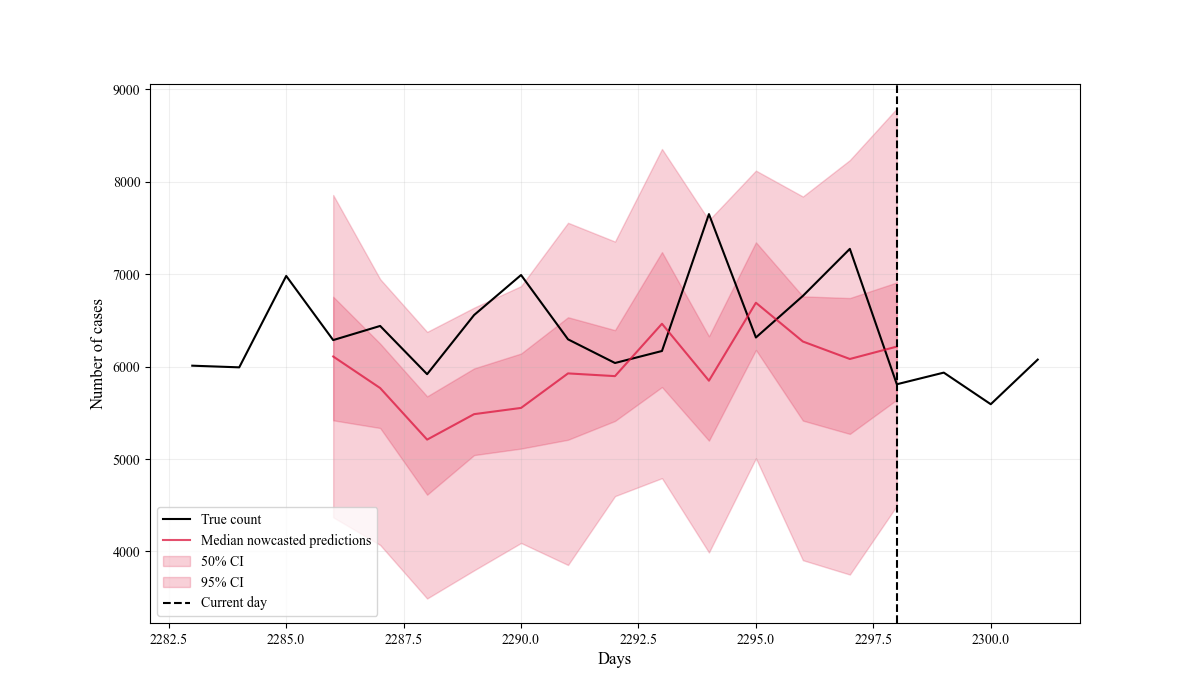 9000
8000
7000
6000
5000
4000
Number of cases
True count
Median nowcasted predictions
50% CI
95% CI
Current day
2282.5 2285.0 2287.5 2290.0 2292.5 2295.0 2297.5 2300.0
Days